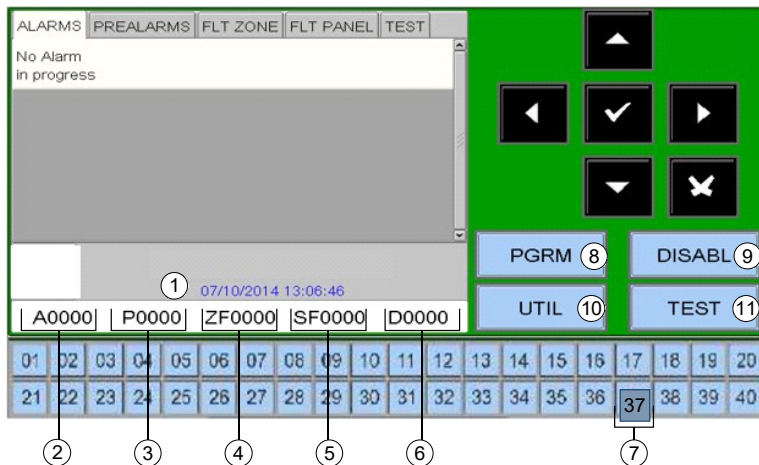 ALARMS PREALARMS FLT ZONE FLT PANEL TEST
No Alarm
in progress
PGRM 8 DISABL 9
1 07/10/2014 13:06:46
UTIL 10 TEST 11
A0000 P0000 ZF0000 SF0000 D0000
01 02 03 04 05 06 07 08 09 10 11 12 13 14 15 16 17 18 19 20
21 22 23 24 25 26 27 28 29 30 31 32 33 34 35 36 37 38 39 40
2 3 4 5 6 7